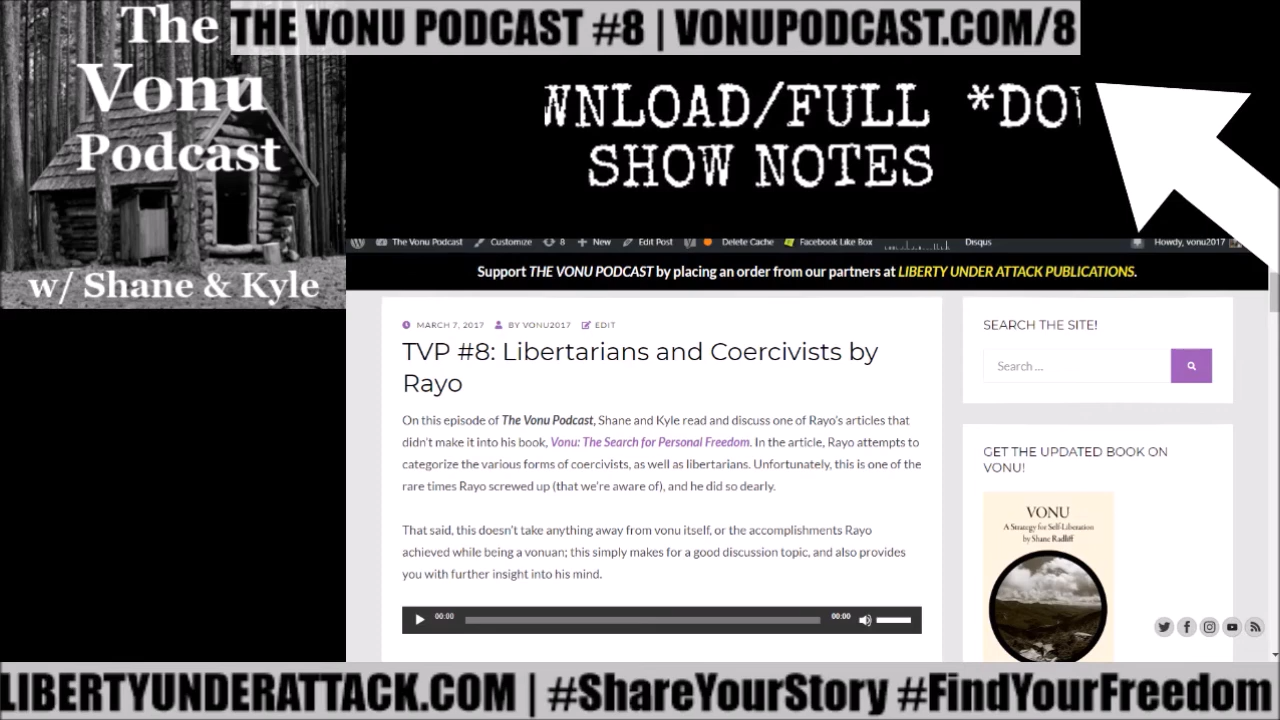 The
Vonu
Podcast
w/ Shane & Kyle
THE VONU PODCAST #8 | VONUPODCAST.COM/8
WNLOAD/FULL *DO
SHOW NOTES
The Vonu Podcast Customize 8 New Edit Post Delete Cache Facebook Like Box Disqus Howdy, vonu2017
Support THE VONU PODCAST by placing an order from our partners at LIBERTY UNDER ATTACK PUBLICATIONS.
MARCH 7, 2017 BY VONU2017 EDIT
TVP #8: Libertarians and Coercivists by
Rayo
On this episode of The Vonu Podcast, Shane and Kyle read and discuss one of Rayo's articles that
didn't make it into his book, Vonu: The Search for Personal Freedom. In the article, Rayo attempts to
categorize the various forms of coercivists, as well as libertarians. Unfortunately, this is one of the
rare times Rayo screwed up (that we're aware of), and he did so dearly.
That said, this doesn't take anything away from vonu itself, or the accomplishments Rayo
achieved while being a vonuan; this simply makes for a good discussion topic, and also provides
you with further insight into his mind.
00:00 00:00
SEARCH THE SITE!
Search ...
GET THE UPDATED BOOK ON
VONU!
VONU
A Strategy for Self-Liberation
by Shane Radliff
LIBERTYUNDERATTACK.COM | #ShareYourStory #FindYourFreedom